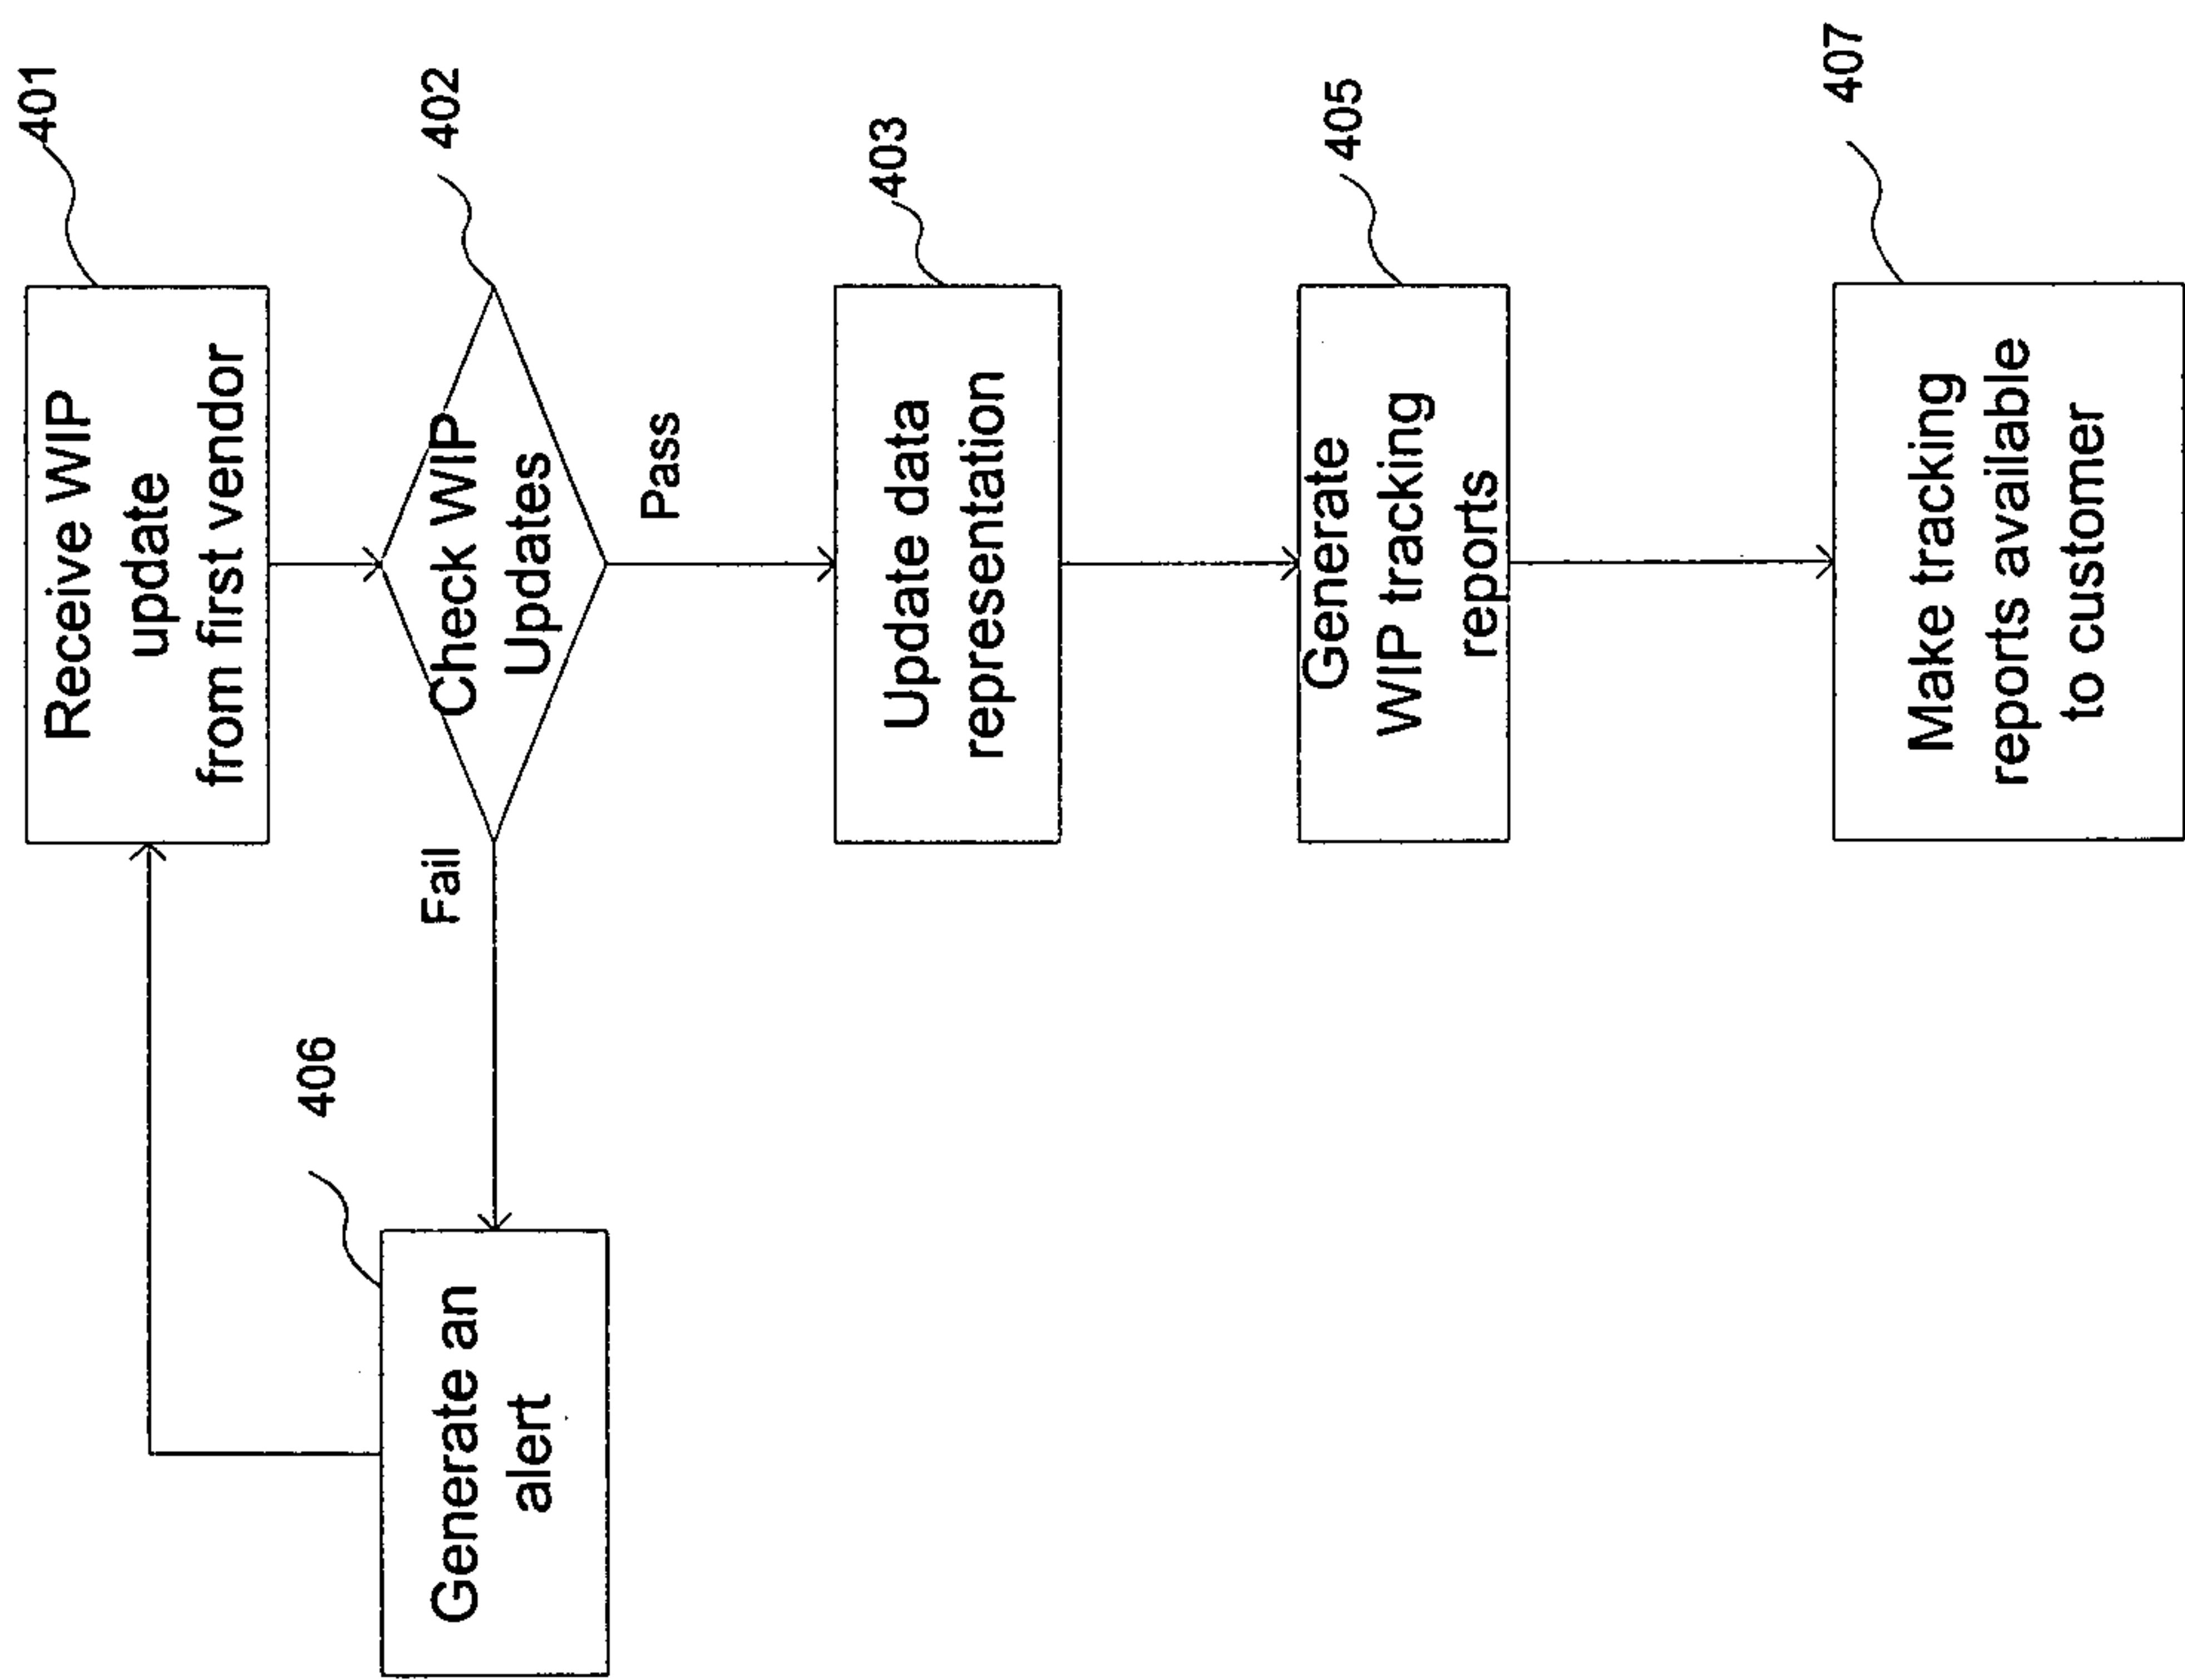 401
Receive WIP
update
from first vendor
402
Check WIP
Updates
Fail
Pass
406
Generate an
alert
403
Update data
representation
405
Generate
WIP tracking
reports
407
Make tracking
reports available
to customer